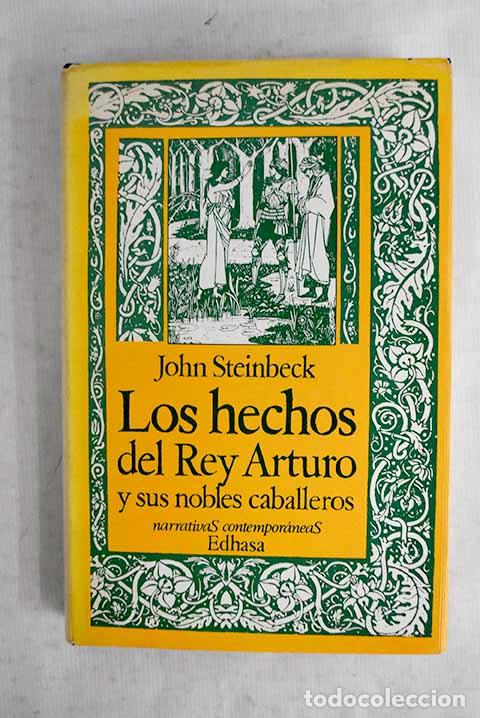 John Steinbeck
Los hechos
del Rey Arturo
y sus nobles caballeros
narrativaS contemporáneaS
Edhasa
todocoleccion